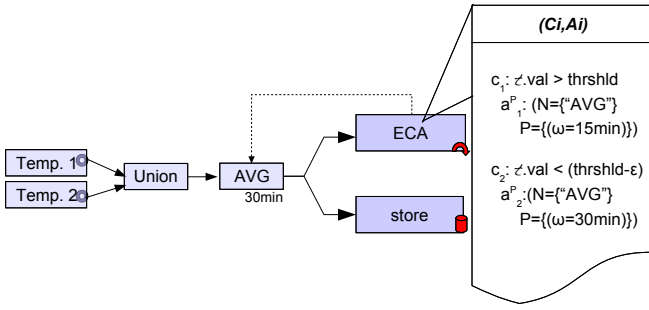 (Ci,Ai)
c1: 𝓉.val > thrshld
aP1: (N={“AVG”}
P={(ω=15min)})
c2: 𝓉.val < (thrshld-ε)
aP2:(N={“AVG”}
P={(ω=30min)})
ECA
Temp. 1
Temp. 2
Union
AVG
30min
store